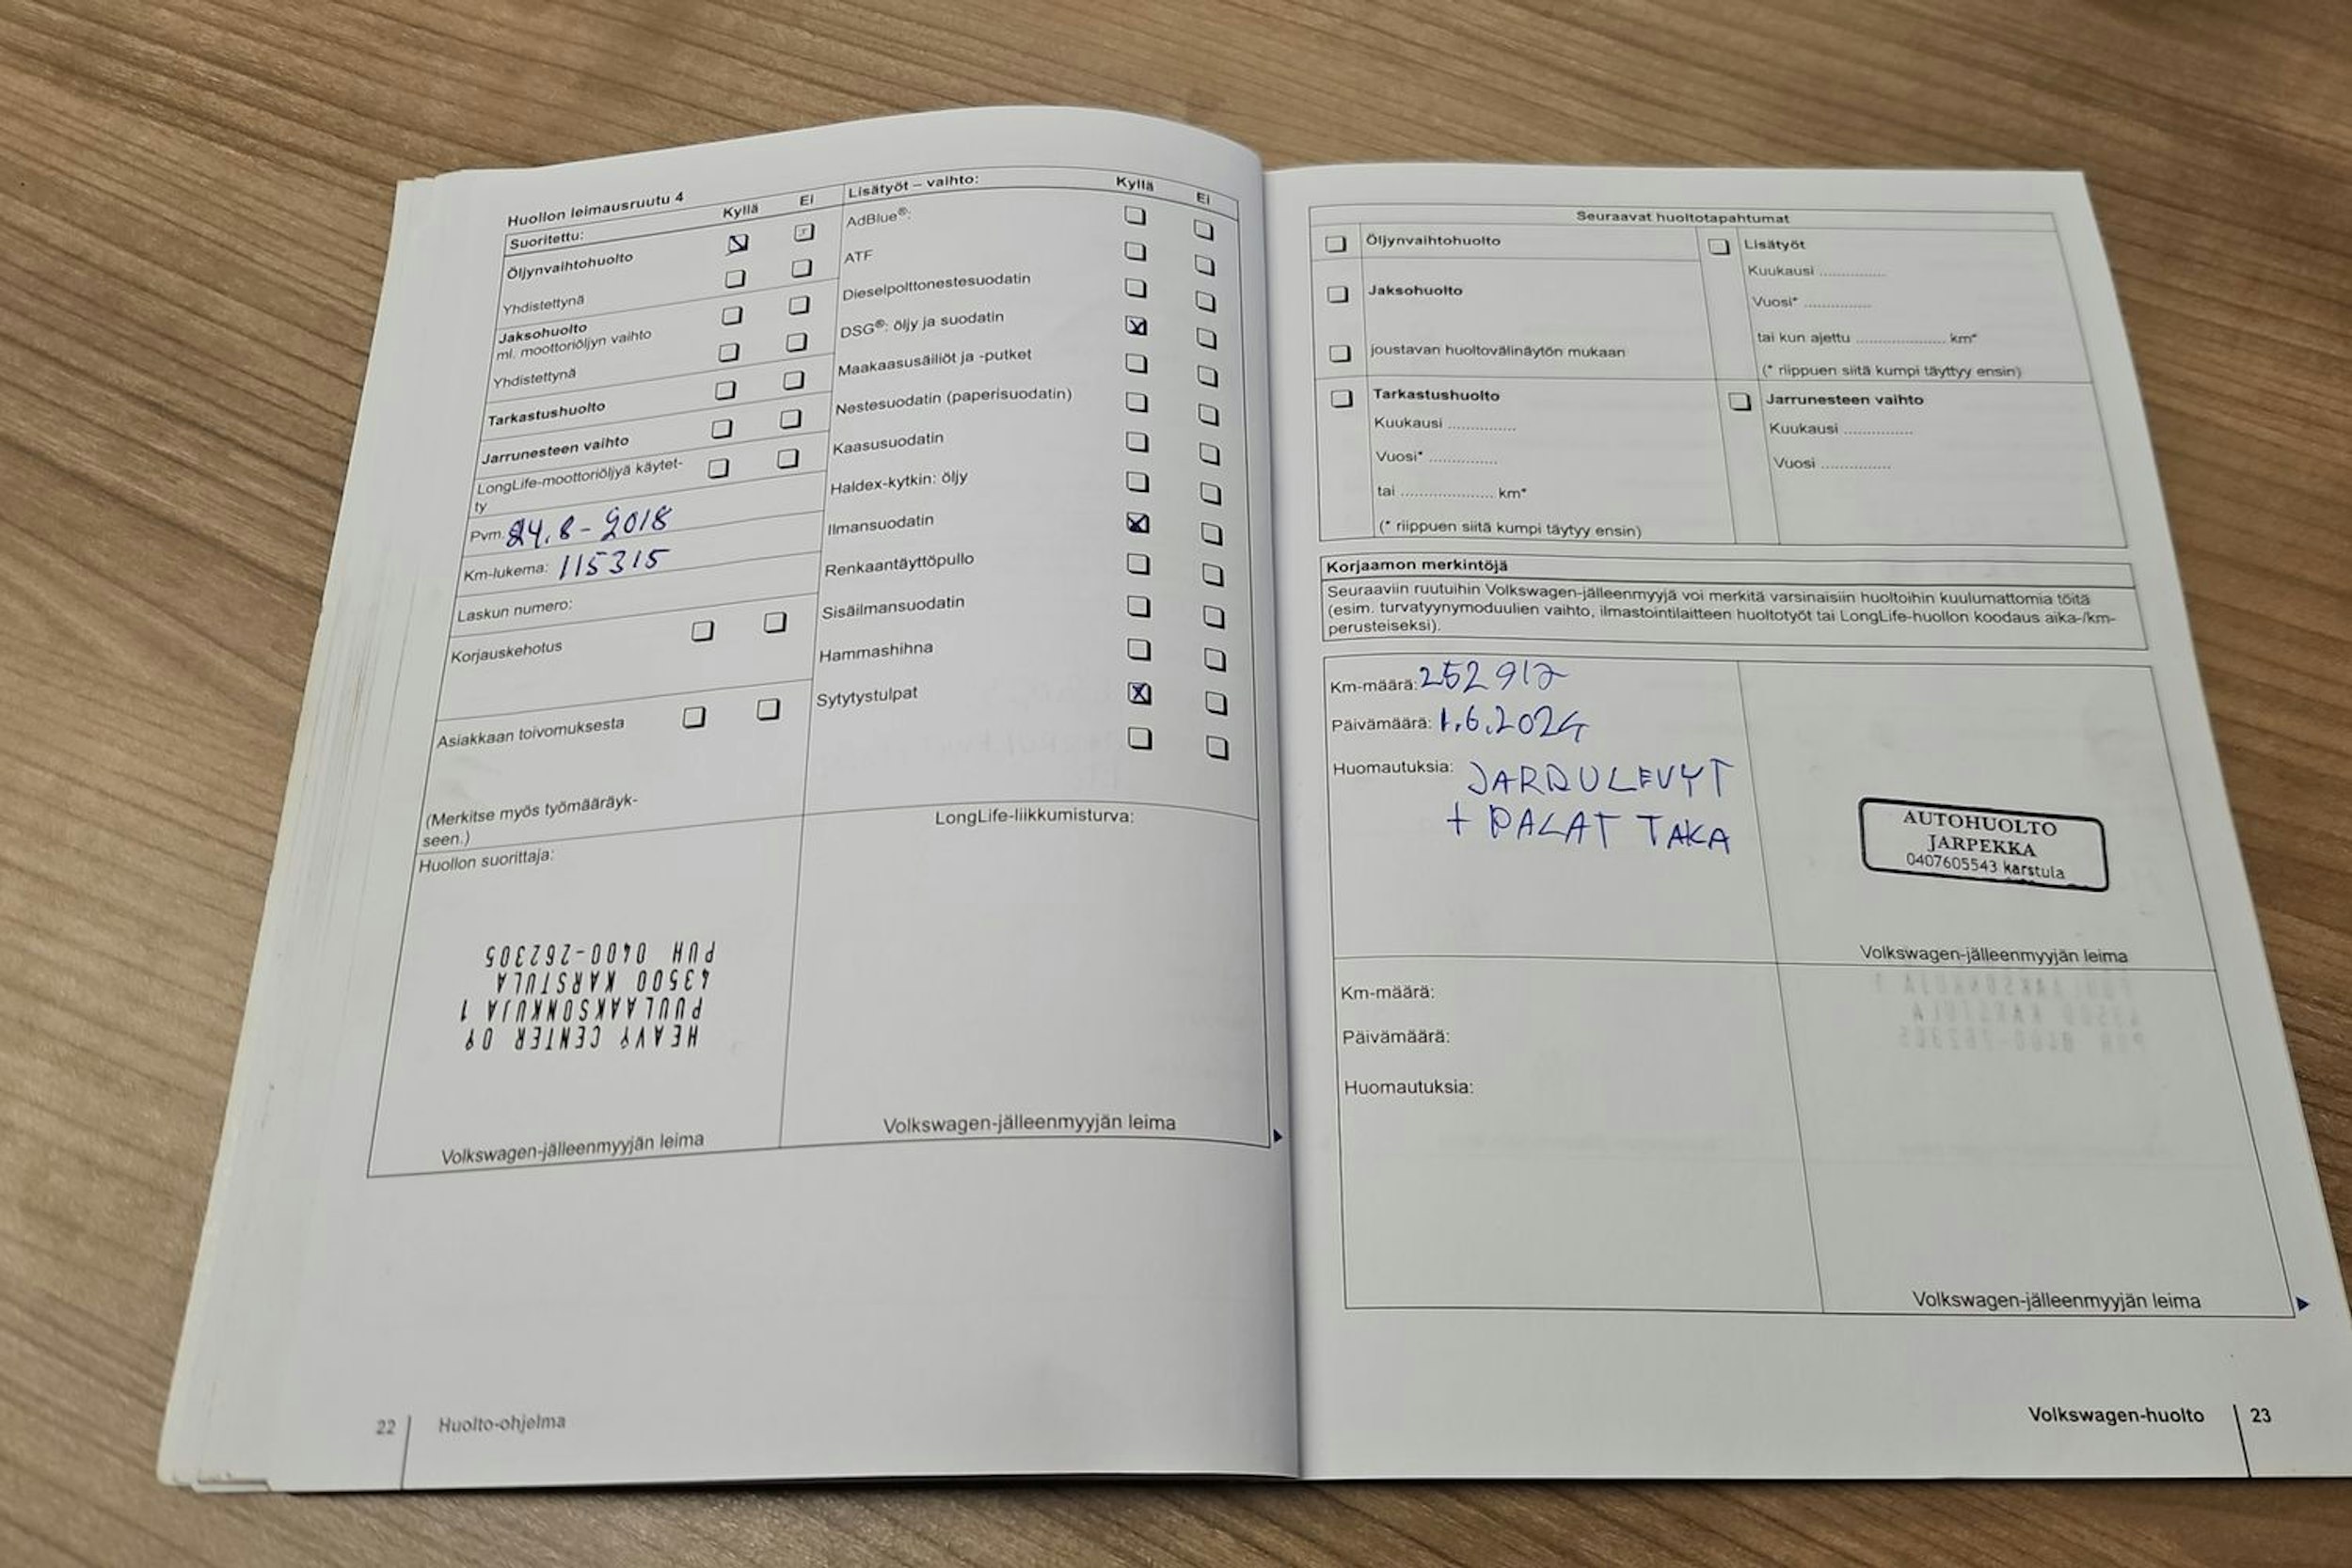 Huollon leimausruutu 4
Suoritettu: Kyllä Ei
Öljynvaihtohuolto
Yhdistettynä
Jaksohuolto
ml. moottoriöljyn vaihto
Yhdistettynä
Tarkastushuolto
Jarrunesteen vaihto
LongLife-moottoriöljyä käytet-
ty
Pvm. 24.8-2018
Km-lukema: 115315
Laskun numero:
Korjauskehotus
Asiakkaan toivomuksesta
(Merkitse myös työmääräyk-
seen.)
Huollon suorittaja:
HEAVY CENTER OY
PUULAAKSONKUJA 1
43500 KARSTULA
PUH 0400-262305
Volkswagen-jälleenmyyjän leima
Lisätyöt – vaihto: Kyllä Ei
AdBlue®:
ATF
Dieselpolttonestesuodatin
DSG®: öljy ja suodatin
Maakaasusäiliöt ja -putket
Nestesuodatin (paperisuodatin)
Kaasusuodatin
Haldex-kytkin: öljy
Ilmansuodatin
Renkaantäyttöpullo
Sisäilmansuodatin
Hammashihna
Sytytystulpat
LongLife-liikkumisturva:
Volkswagen-jälleenmyyjän leima
22 Huolto-ohjelma
Seuraavat huoltotapahtumat
Öljynvaihtohuolto
Jaksohuolto
joustavan huoltovälinäytön mukaan
Lisätyöt
Kuukausi ..............
Vuosi* ..............
tai kun ajettu .................... km*
(* riippuen siitä kumpi täyttyy ensin)
Tarkastushuolto
Kuukausi ..............
Vuosi* ..............
tai .................... km*
(* riippuen siitä kumpi täytyy ensin)
Jarrunesteen vaihto
Kuukausi ..............
Vuosi ..............
Korjaamon merkintöjä
Seuraaviin ruutuihin Volkswagen-jälleenmyyjä voi merkitä varsinaisiin huoltoihin kuulumattomia töitä
(esim. turvatyynymoduulien vaihto, ilmastointilaitteen huoltotyöt tai LongLife-huollon koodaus aika-/km-
perusteiseksi).
Km-määrä: 252912
Päivämäärä: 1.6.2024
Huomautuksia: JARRULEVYT
+ PALAT TAKA
AUTOHUOLTO
JARPEKKA
0407605543 karstula
Volkswagen-jälleenmyyjän leima
Km-määrä:
Päivämäärä:
Huomautuksia:
Volkswagen-jälleenmyyjän leima
Volkswagen-huolto 23